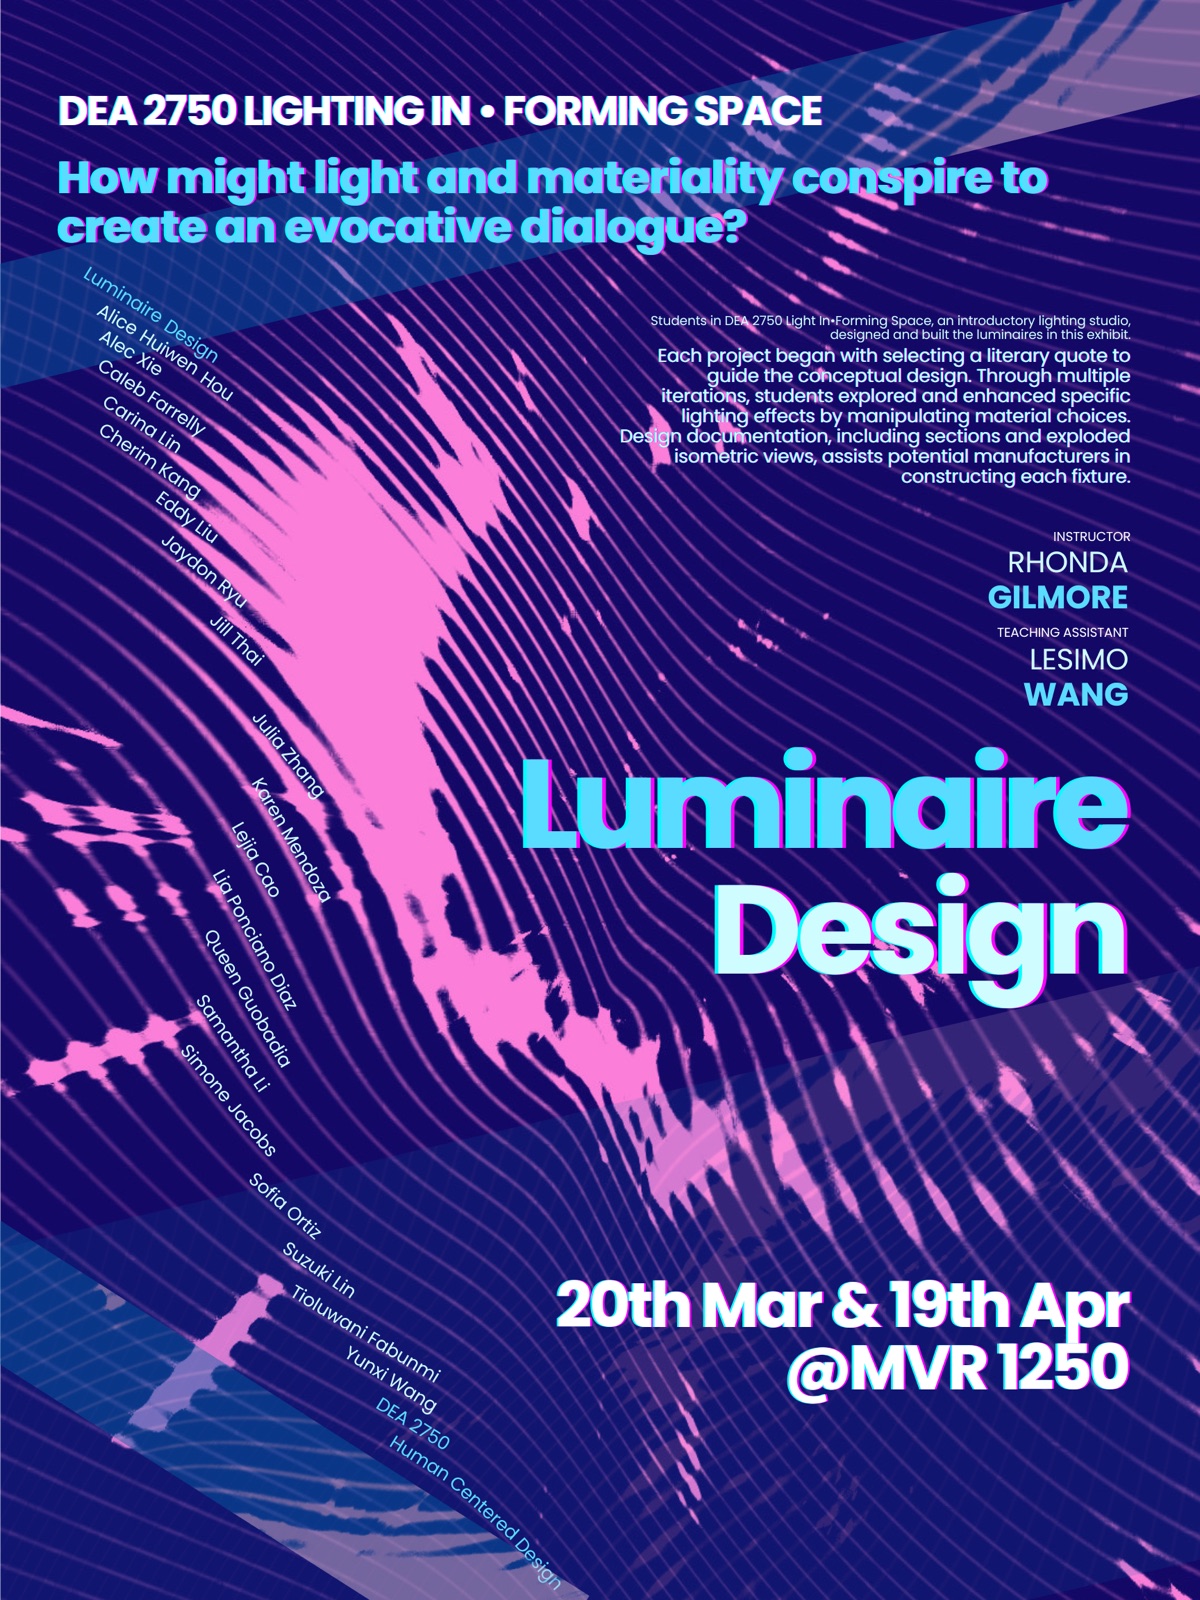 DEA 2750 LIGHTING IN • FORMING SPACE
How might light and materiality conspire to
create an evocative dialogue?
Luminaire Design
Alice Huiwen Hou
Alec Xie
Caleb Farrelly
Carina Lin
Cherim Kang
Eddy Liu
Jaydon Ryu
Jill Thai
Julia Zhang
Karen Mendoza
Lejia Cao
Lia Ponciano Diaz
Queen Guobadia
Samantha Li
Simone Jacobs
Sofia Ortiz
Suzuki Lin
Tioluwani Fabunmi
Yunxi Wang
DEA 2750
Human Centered Design
Students in DEA 2750 Light In•Forming Space, an introductory lighting studio,
designed and built the luminaires in this exhibit.
Each project began with selecting a literary quote to
guide the conceptual design. Through multiple
iterations, students explored and enhanced specific
lighting effects by manipulating material choices.
Design documentation, including sections and exploded
isometric views, assists potential manufacturers in
constructing each fixture.
INSTRUCTOR
RHONDA
GILMORE
TEACHING ASSISTANT
LESIMO
WANG
Luminaire
Design
20th Mar & 19th Apr
@MVR 1250